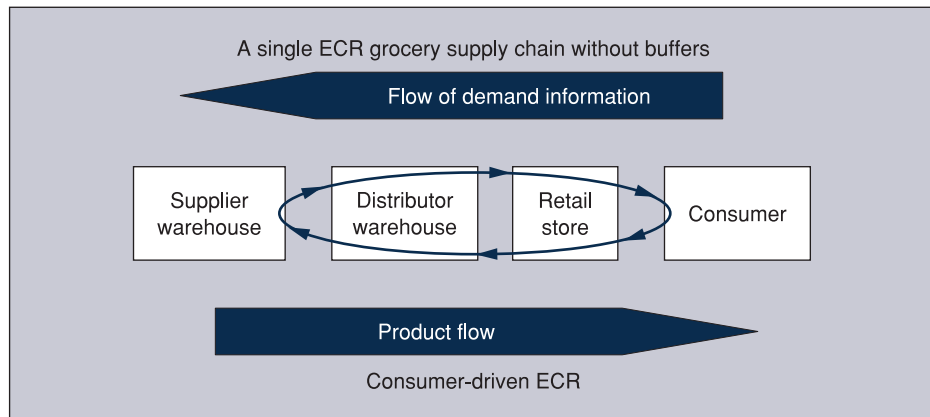 A single ECR grocery supply chain without buffers
Flow of demand information
Supplier
warehouse
Distributor
warehouse
Retail
store
Consumer
Product flow
Consumer-driven ECR